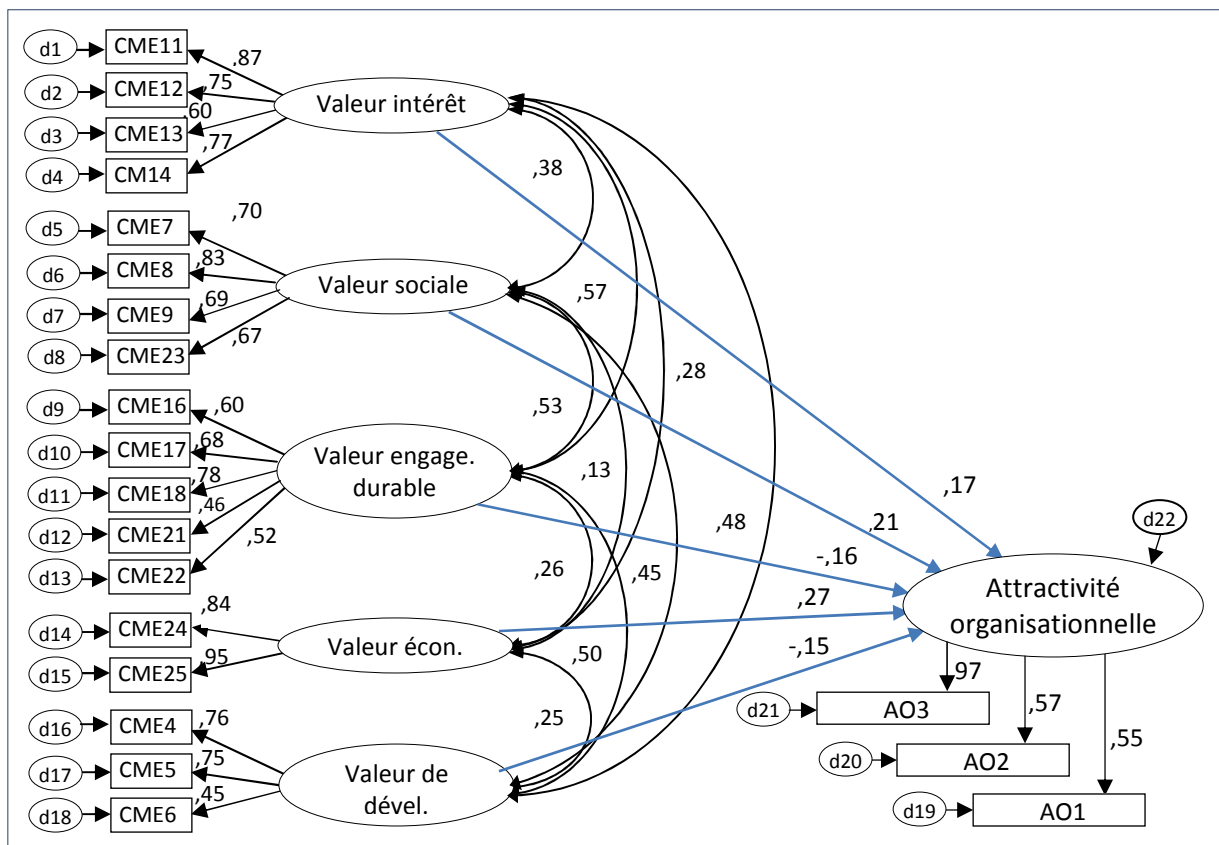 d1
CME11
,87
d2
CME12
,75
d3
CME13
,60
d4
CM14
,77
Valeur intérêt
d5
CME7
,70
d6
CME8
,83
d7
CME9
,69
d8
CME23
,67
Valeur sociale
d9
CME16
,60
d10
CME17
,68
d11
CME18
,78
d12
CME21
,46
d13
CME22
,52
Valeur engage.
durable
d14
CME24
,84
d15
CME25
,95
Valeur écon.
d16
CME4
,76
d17
CME5
,75
d18
CME6
,45
Valeur de
dével.
,38
,57
,28
,53
,13
,48
,26
,45
,50
,25
,17
,21
-,16
,27
-,15
d22
Attractivité
organisationnelle
,97
d21
AO3
,57
d20
AO2
,55
d19
AO1